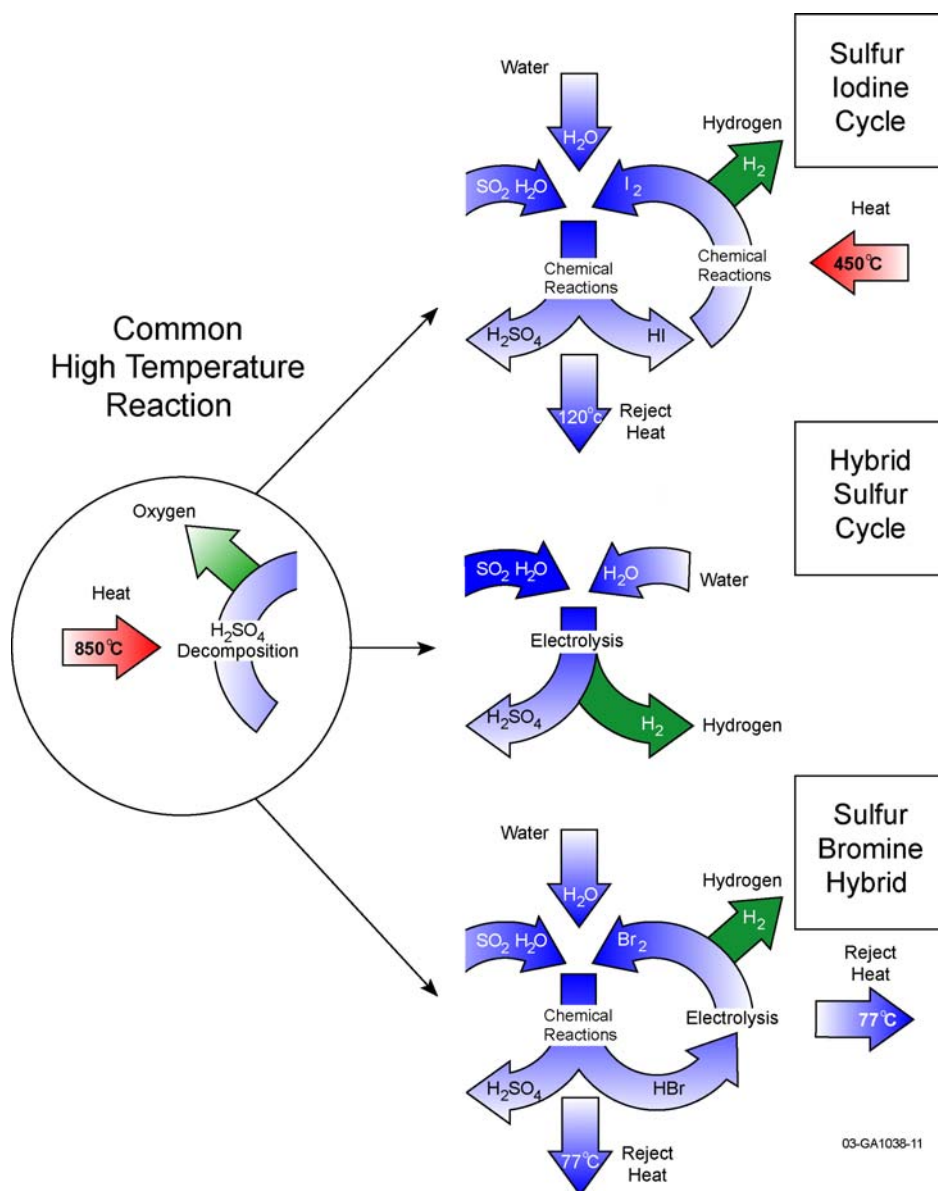 Common
High Temperature
Reaction
Oxygen
Heat
850°C
H₂SO₄
Decomposition
Sulfur
Iodine
Cycle
Water
H₂O
SO₂ H₂O
I₂
Hydrogen
H₂
Heat
450°C
Chemical
Reactions
Chemical
Reactions
H₂SO₄
HI
120°c
Reject
Heat
Hybrid
Sulfur
Cycle
SO₂ H₂O
H₂O
Water
Electrolysis
H₂SO₄
H₂
Hydrogen
Sulfur
Bromine
Hybrid
Water
H₂O
SO₂ H₂O
Br₂
Hydrogen
H₂
Reject
Heat
77°C
Chemical
Reactions
Electrolysis
H₂SO₄
HBr
77°C
Reject
Heat
03-GA1038-11